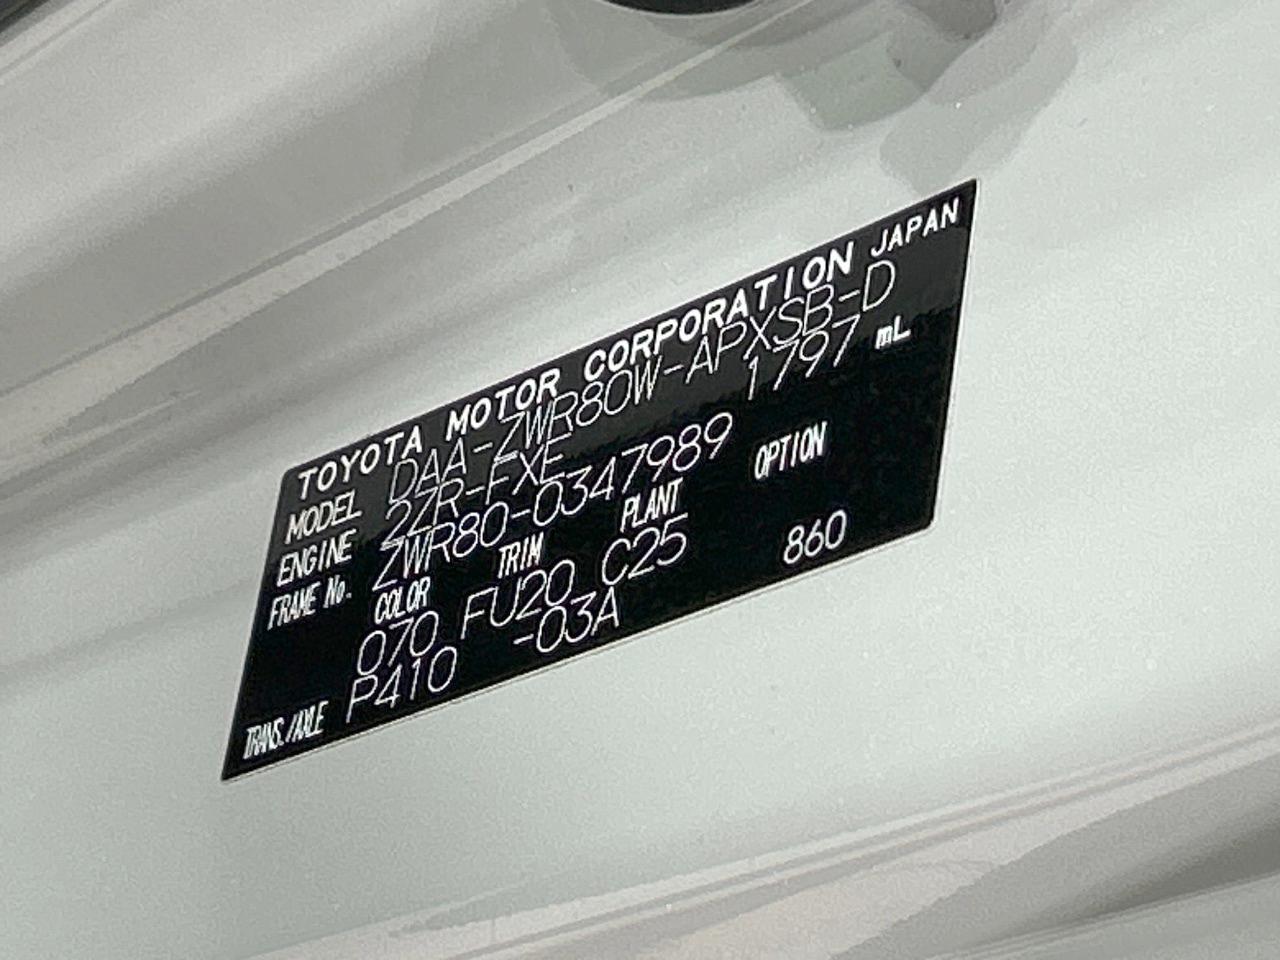 TOYOTA MOTOR CORPORATION JAPAN
MODEL DAA-ZWR80W-APXSB-D
ENGINE 2ZR-FXE 1797 mL
FRAME No. ZWR80-0347989
COLOR TRIM PLANT OPTION
070 FU20 C25 860
TRANS./AXLE P410 -03A